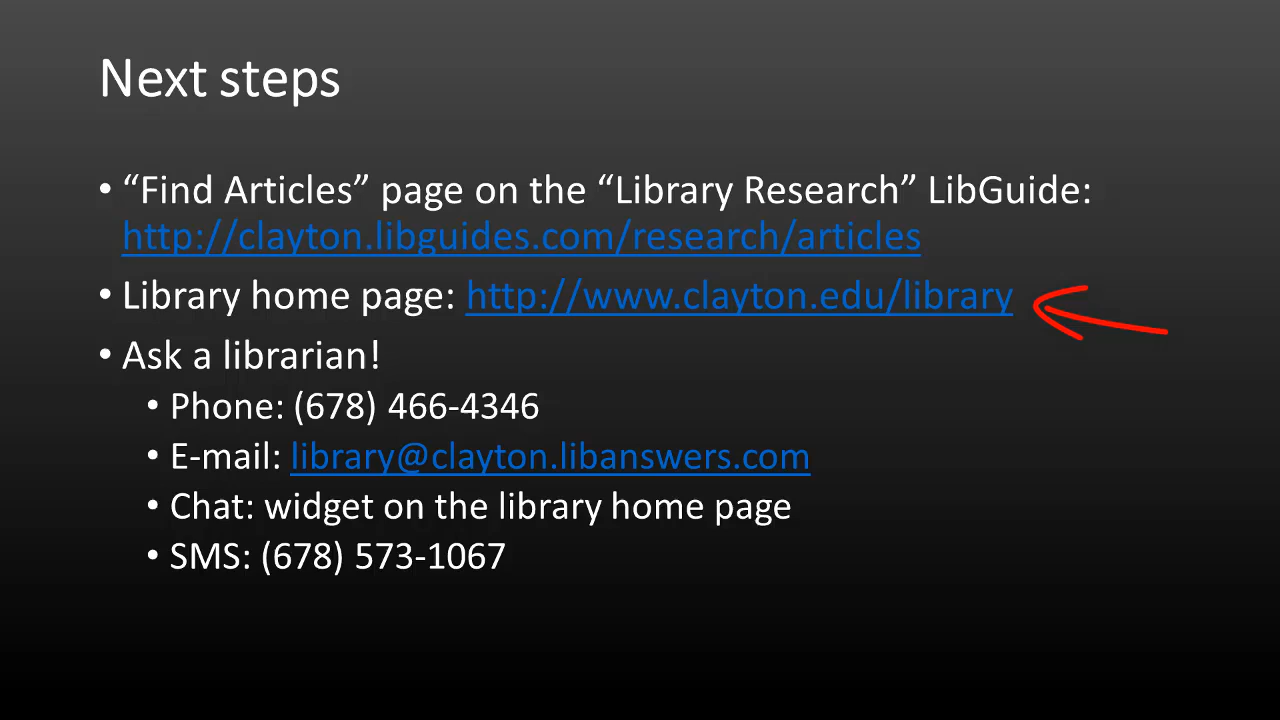 Next steps
• “Find Articles” page on the “Library Research” LibGuide:
http://clayton.libguides.com/research/articles
• Library home page: http://www.clayton.edu/library
• Ask a librarian!
• Phone: (678) 466-4346
• E-mail: library@clayton.libanswers.com
• Chat: widget on the library home page
• SMS: (678) 573-1067